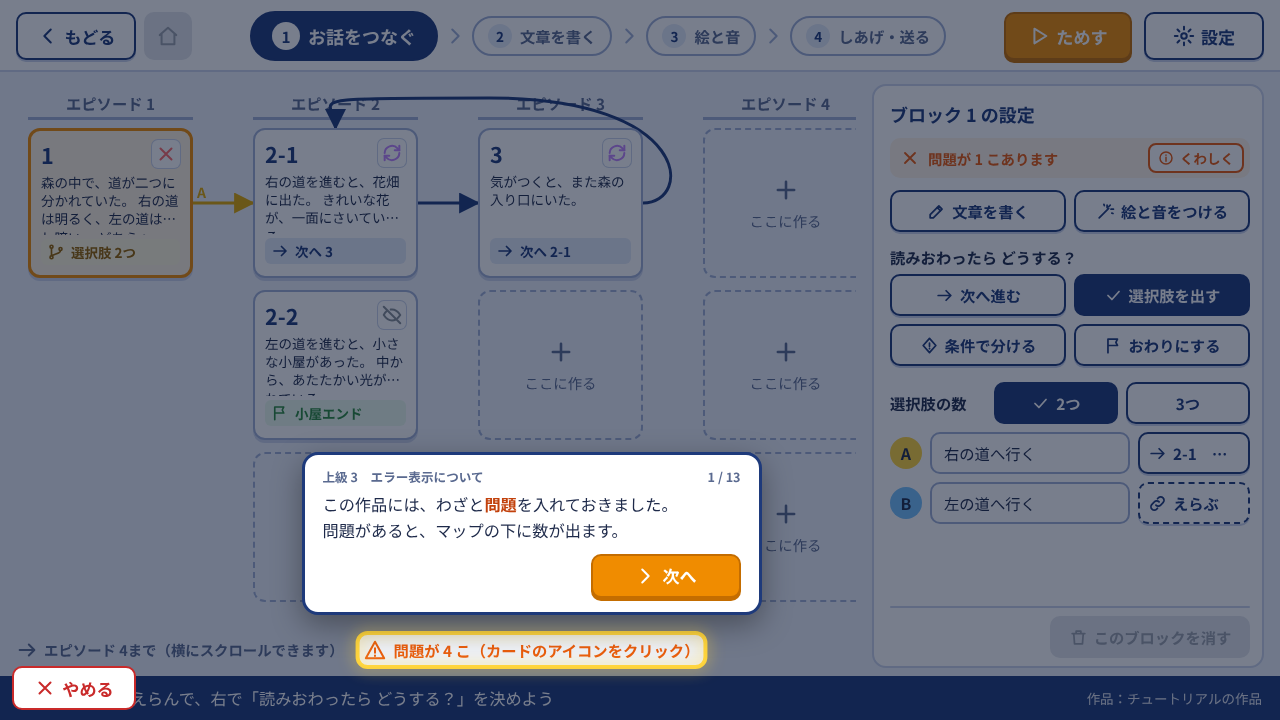 もどる
1 お話をつなぐ
2 文章を書く
3 絵と音
4 しあげ・送る
ためす
設定
エピソード 1
エピソード 2
エピソード 3
エピソード 4
1
森の中で、道が二つに
分かれていた。 右の道
は明るく、左の道は…
選択肢 2つ
A
2-1
右の道を進むと、花畑
に出た。 きれいな花
が、一面にさいてい…
次へ 3
3
気がつくと、また森の
入り口にいた。
次へ 2-1
ここに作る
2-2
左の道を進むと、小さ
な小屋があった。 中か
ら、あたたかい光が…
小屋エンド
ここに作る
ここに作る
こに作る
上級 3 エラー表示について
1 / 13
この作品には、わざと問題を入れておきました。
問題があると、マップの下に数が出ます。
次へ
エピソード 4まで（横にスクロールできます）
問題が 4 こ（カードのアイコンをクリック）
やめる
えらんで、右で「読みおわったら どうする？」を決めよう
作品：チュートリアルの作品
ブロック 1 の設定
問題が 1 こあります
くわしく
文章を書く
絵と音をつける
読みおわったら どうする？
次へ進む
選択肢を出す
条件で分ける
おわりにする
選択肢の数
2つ
3つ
A 右の道へ行く
2-1 …
B 左の道へ行く
えらぶ
このブロックを消す